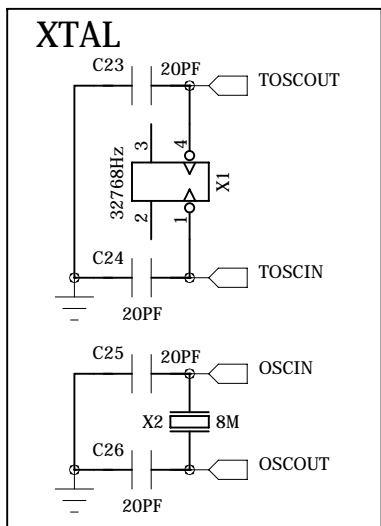 XTAL
C23
20PF
TOSCOUT
32768Hz
3
4
2
1
X1
C24
20PF
TOSCIN
C25
20PF
OSCIN
X2
8M
C26
20PF
OSCOUT